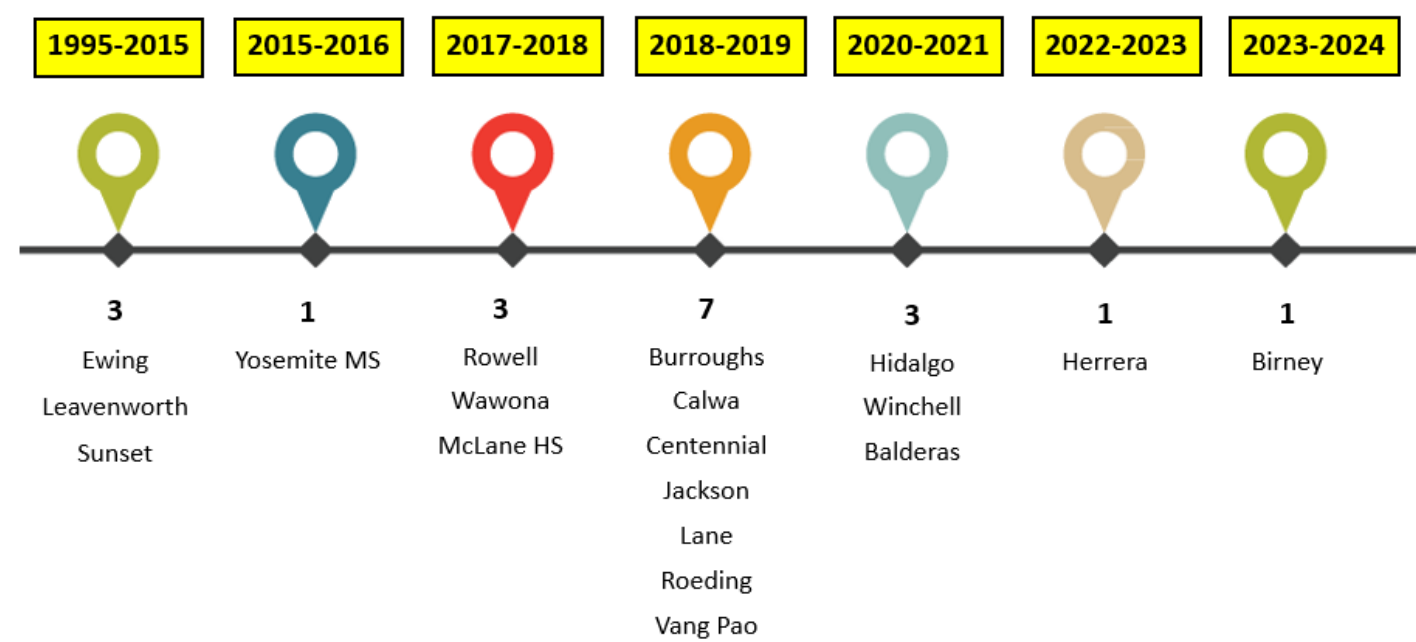 1995-2015
2015-2016
2017-2018
2018-2019
2020-2021
2022-2023
2023-2024
3
Ewing
Leavenworth
Sunset
1
Yosemite MS
3
Rowell
Wawona
McLane HS
7
Burroughs
Calwa
Centennial
Jackson
Lane
Roeding
Vang Pao
3
Hidalgo
Winchell
Balderas
1
Herrera
1
Birney